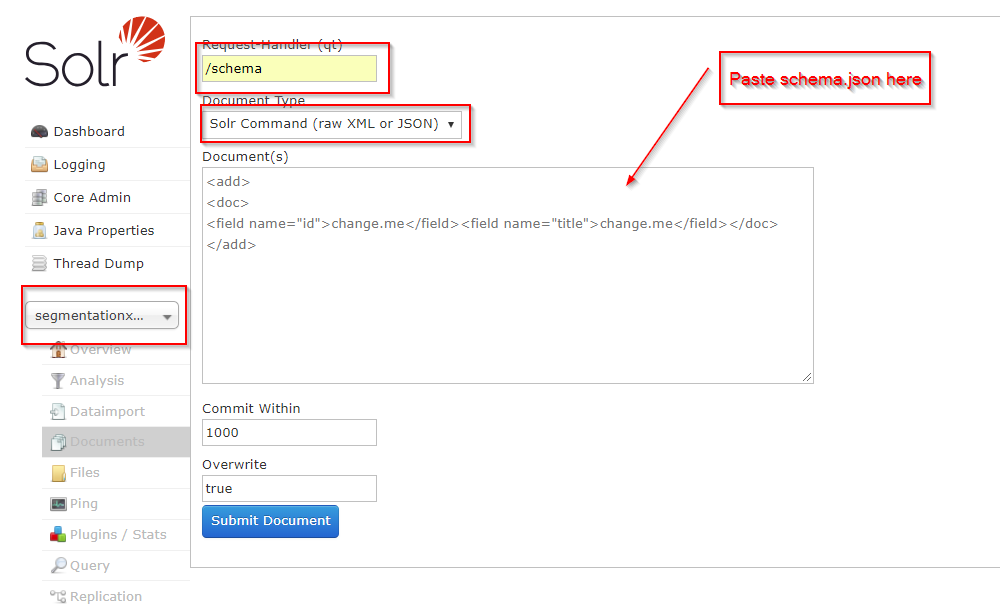 Solr
Dashboard
Logging
Core Admin
Java Properties
Thread Dump
segmentationx...
Overview
Analysis
Dataimport
Documents
Files
Ping
Plugins / Stats
Query
Replication
Request-Handler (qt)
/schema
Document Type
Solr Command (raw XML or JSON)
Document(s)
<add>
<doc>
<field name="id">change.me</field><field name="title">change.me</field></doc>
</add>
Commit Within
1000
Overwrite
true
Submit Document
Paste schema.json here